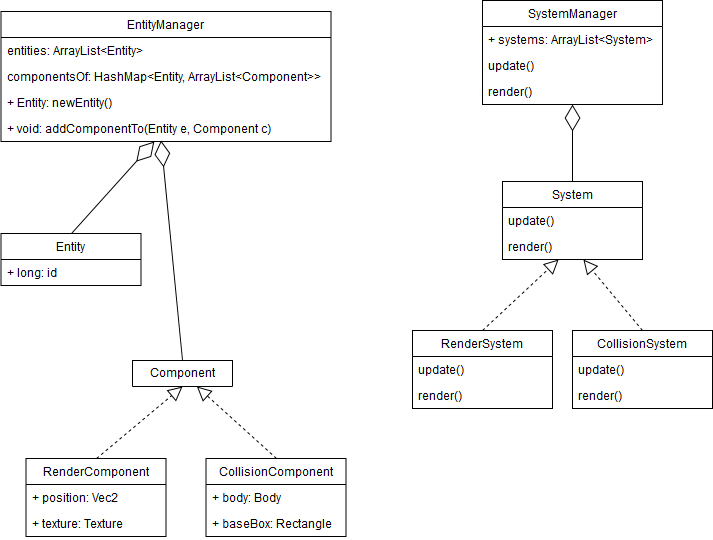 EntityManager
entities: ArrayList<Entity>
componentsOf: HashMap<Entity, ArrayList<Component>>
+ Entity: newEntity()
+ void: addComponentTo(Entity e, Component c)
Entity
+ long: id
Component
RenderComponent
+ position: Vec2
+ texture: Texture
CollisionComponent
+ body: Body
+ baseBox: Rectangle
SystemManager
+ systems: ArrayList<System>
update()
render()
System
update()
render()
RenderSystem
update()
render()
CollisionSystem
update()
render()